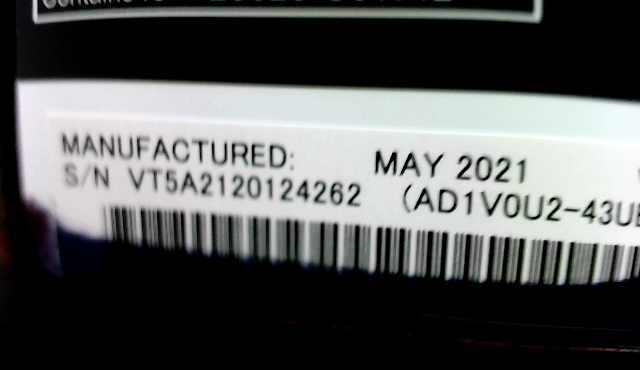 MANUFACTURED: MAY 2021
S/N VT5A2120124262 (AD1V0U2-43U